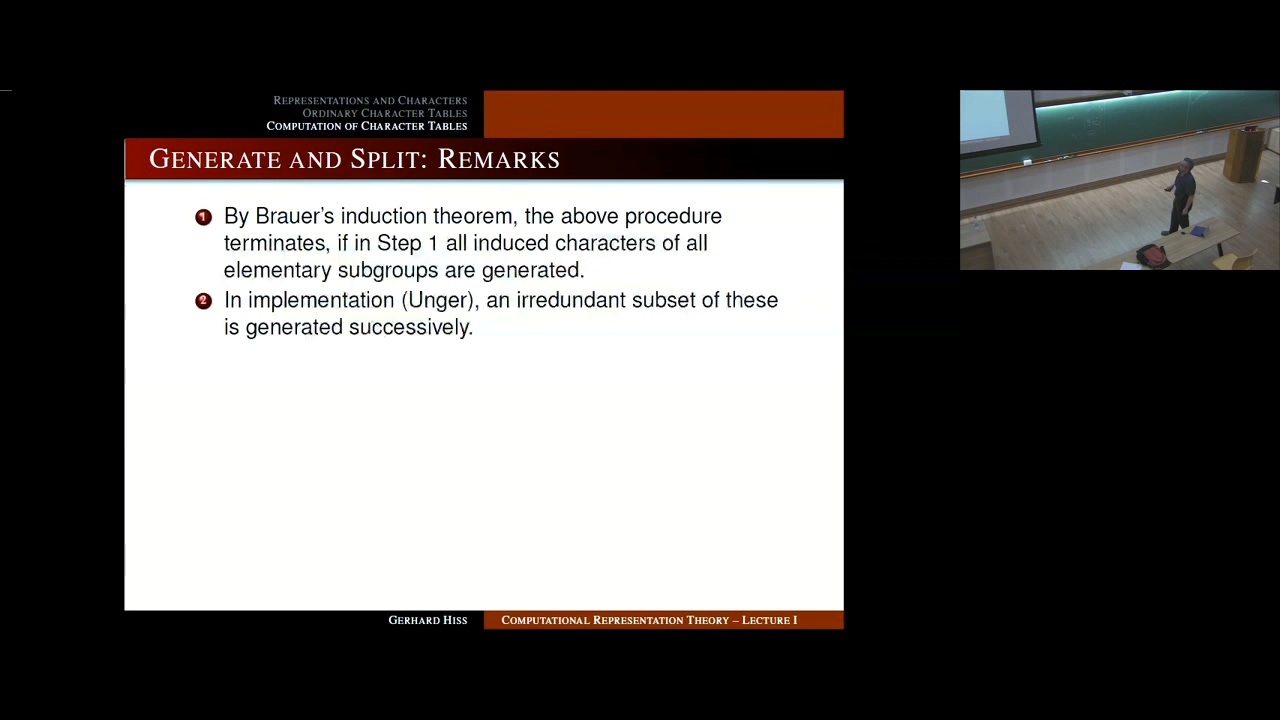 REPRESENTATIONS AND CHARACTERS
ORDINARY CHARACTER TABLES
COMPUTATION OF CHARACTER TABLES
GENERATE AND SPLIT: REMARKS
1 By Brauer's induction theorem, the above procedure
terminates, if in Step 1 all induced characters of all
elementary subgroups are generated.
2 In implementation (Unger), an irredundant subset of these
is generated successively.
GERHARD HISS
COMPUTATIONAL REPRESENTATION THEORY – LECTURE I